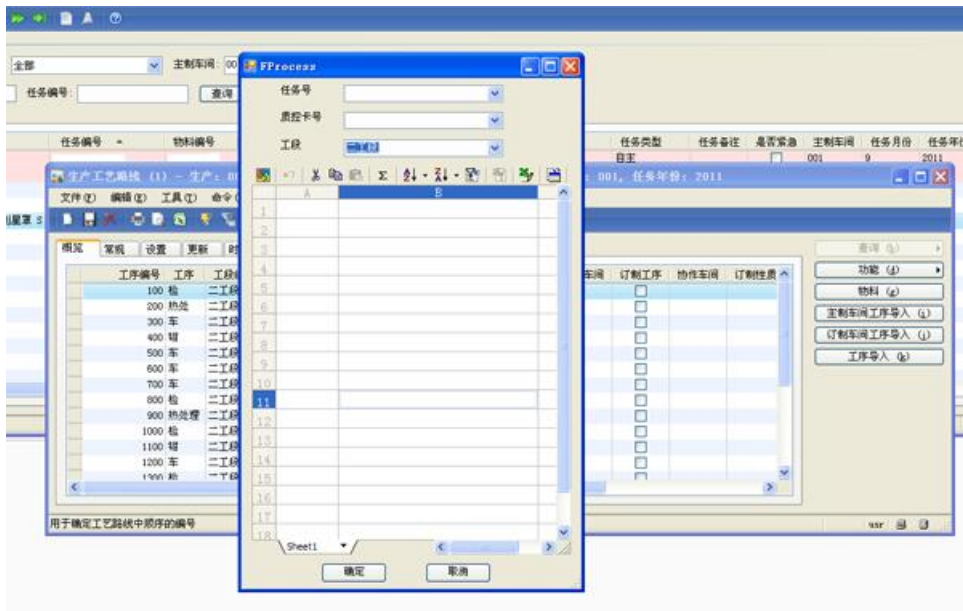 全部
主制车间: 00
任务编号:
查询
任务编号
物料编号
任务类型
任务备注
是否紧急
主制车间
任务月份
任务年份
自主
001
9
2011
FProcess
任务号
质控卡号
工段
二工段
A
B
1
2
3
4
5
6
7
8
9
10
11
12
13
14
15
16
17
18
Sheet1
确定
取消
生产工艺路线 (1) - 生产: 0
: 001, 任务年份: 2011
文件(F)
编辑(E)
工具(T)
命令
概览
常规
设置
更新
时
工序编号
工序
工段
车间
订制工序
协作车间
订制性质
100 检 二工段
200 热处 二工段
300 车 二工段
400 钳 二工段
500 车 二工段
600 车 二工段
700 车 二工段
800 检 二工段
900 热处理 二工段
1000 检 二工段
1100 钳 二工段
1200 车 二工段
1300 检 二工段
查询 (L)
功能 (J)
物料 (g)
主制车间工序导入 (i)
订制车间工序导入 (j)
工序导入 (k)
用于确定工艺路线中顺序的编号
usr